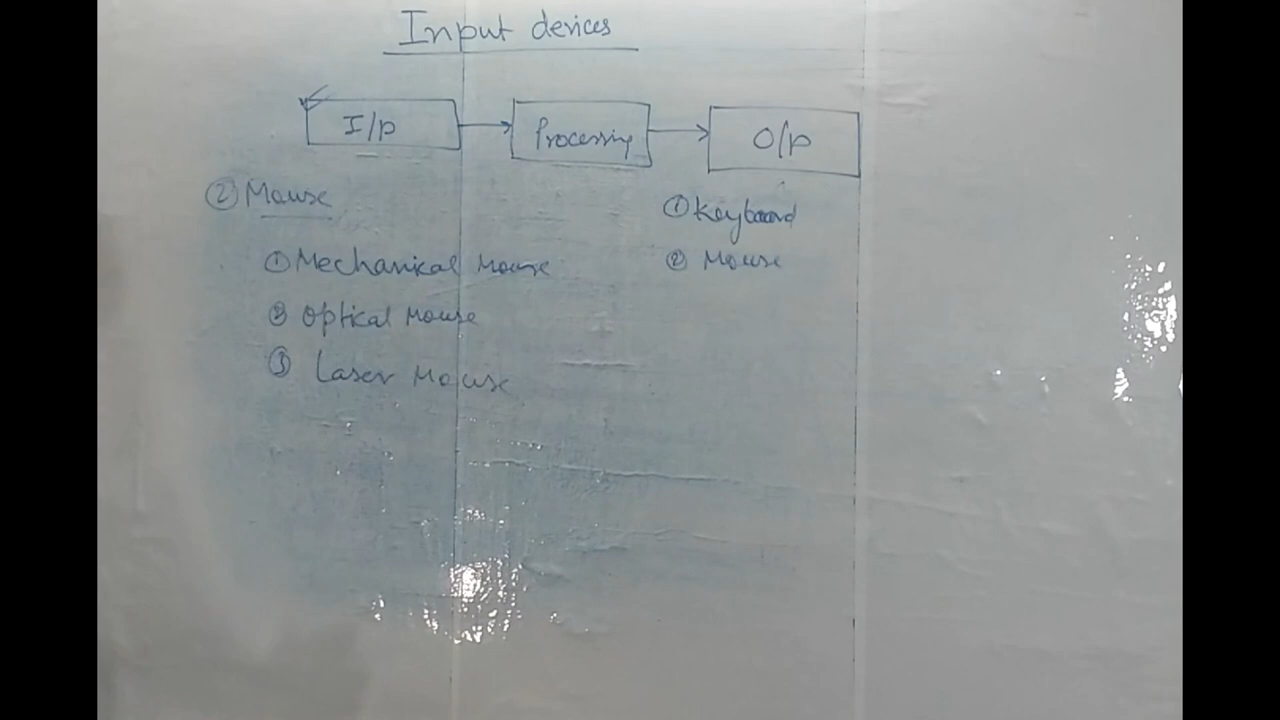 Input devices
I/p Processing O/p
② Mouse
① Keyboard
① Mechanical Mouse
② Mouse
② Optical Mouse
③ Laser Mouse